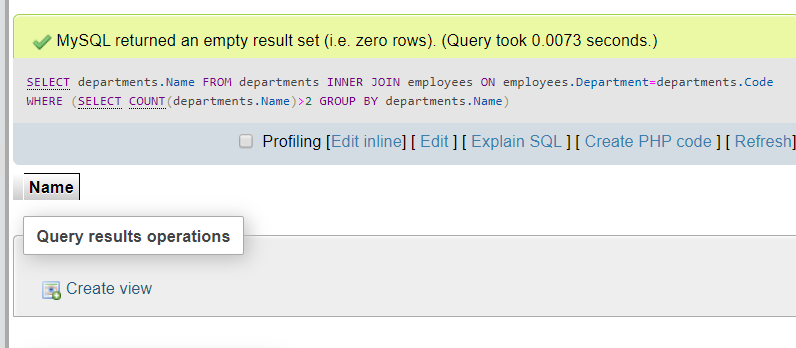 MySQL returned an empty result set (i.e. zero rows). (Query took 0.0073 seconds.)
SELECT departments.Name FROM departments INNER JOIN employees ON employees.Department=departments.Code
WHERE (SELECT COUNT(departments.Name)>2 GROUP BY departments.Name)
Profiling [Edit inline] [ Edit ] [ Explain SQL ] [ Create PHP code ] [ Refresh]
Name
Query results operations
Create view